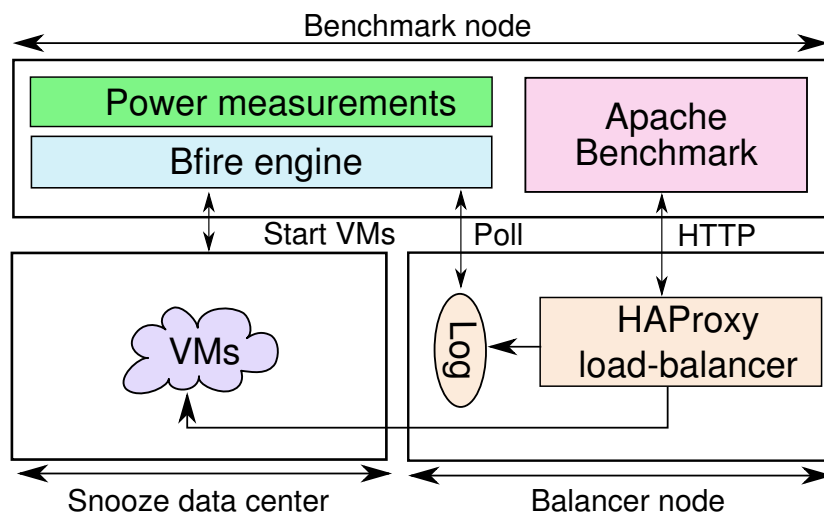 Benchmark node
Power measurements
Bfire engine
Apache
Benchmark
Start VMs
Poll
HTTP
VMs
Log
HAProxy
load-balancer
Snooze data center
Balancer node